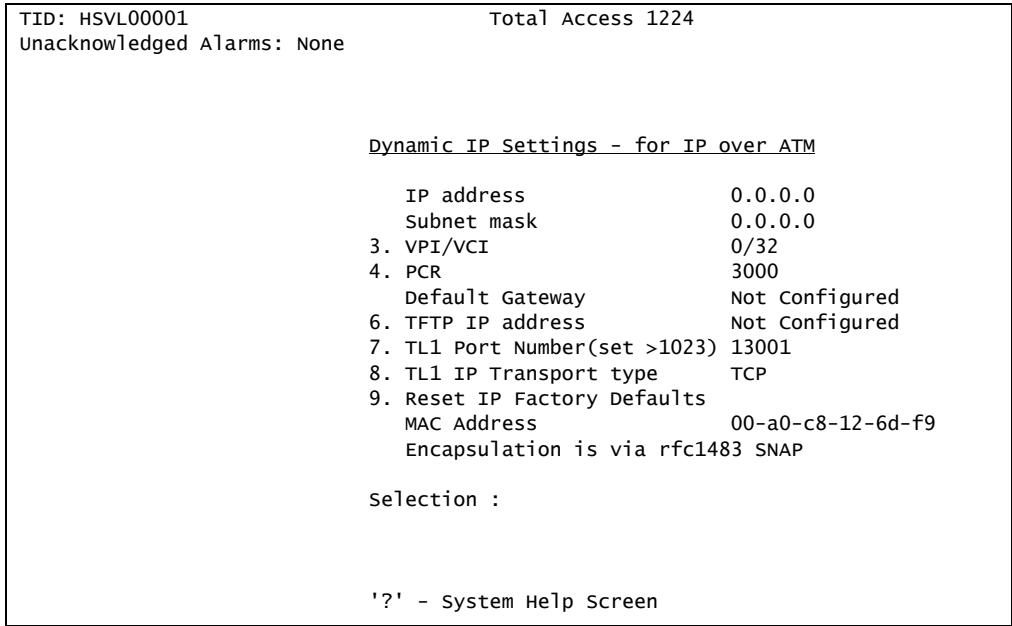 TID: HSVL00001 Total Access 1224
Unacknowledged Alarms: None
Dynamic IP Settings - for IP over ATM
IP address 0.0.0.0
Subnet mask 0.0.0.0
3. VPI/VCI 0/32
4. PCR 3000
Default Gateway Not Configured
6. TFTP IP address Not Configured
7. TL1 Port Number(set >1023) 13001
8. TL1 IP Transport type TCP
9. Reset IP Factory Defaults
MAC Address 00-a0-c8-12-6d-f9
Encapsulation is via rfc1483 SNAP
Selection :
'?' - System Help Screen